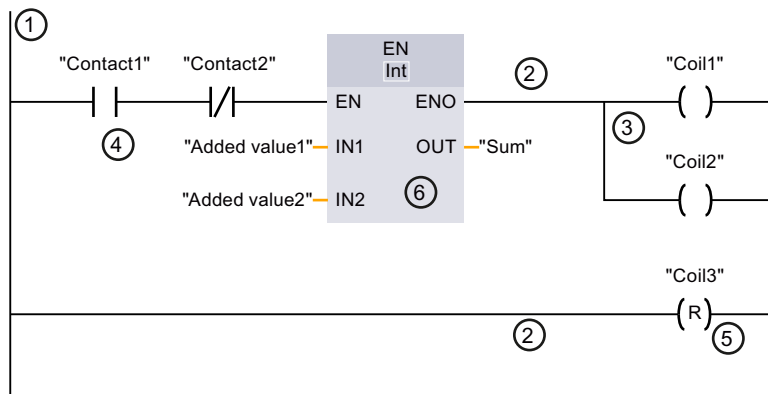 1
"Contact1" "Contact2" EN "Coil1"
Int
2
EN ENO
3
4
"Added value1" IN1 OUT "Sum"
"Coil2"
"Added value2" IN2 6
"Coil3"
R
2 5